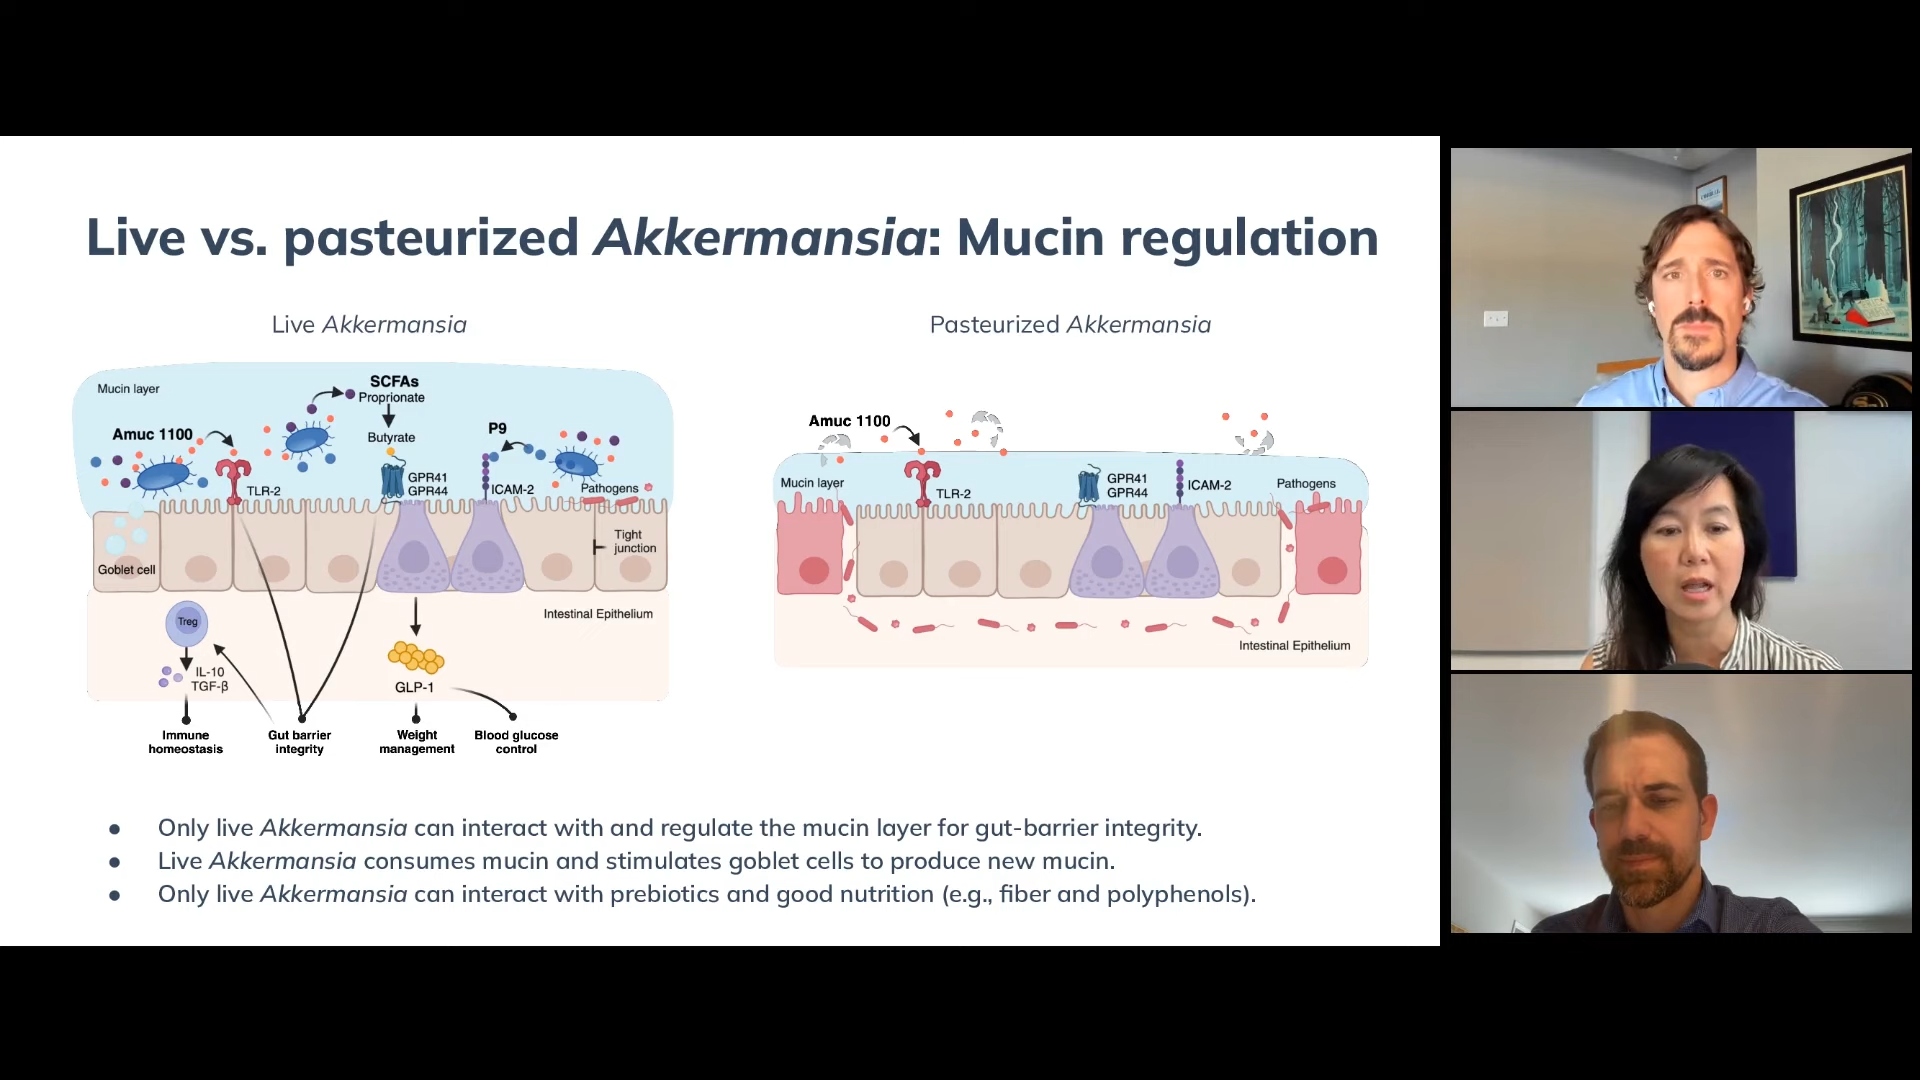 Live vs. pasteurized Akkermansia: Mucin regulation
Live Akkermansia
Mucin layer
SCFAs
Proprionate
Amuc 1100
Butyrate
P9
TLR-2
GPR41
GPR44
ICAM-2
Pathogens
Tight
junction
Goblet cell
Treg
Intestinal Epithelium
IL-10
TGF-β
GLP-1
Immune
homeostasis
Gut barrier
integrity
Weight
management
Blood glucose
control
Pasteurized Akkermansia
Amuc 1100
Mucin layer
TLR-2
GPR41
GPR44
ICAM-2
Pathogens
Intestinal Epithelium
● Only live Akkermansia can interact with and regulate the mucin layer for gut-barrier integrity.
● Live Akkermansia consumes mucin and stimulates goblet cells to produce new mucin.
● Only live Akkermansia can interact with prebiotics and good nutrition (e.g., fiber and polyphenols).